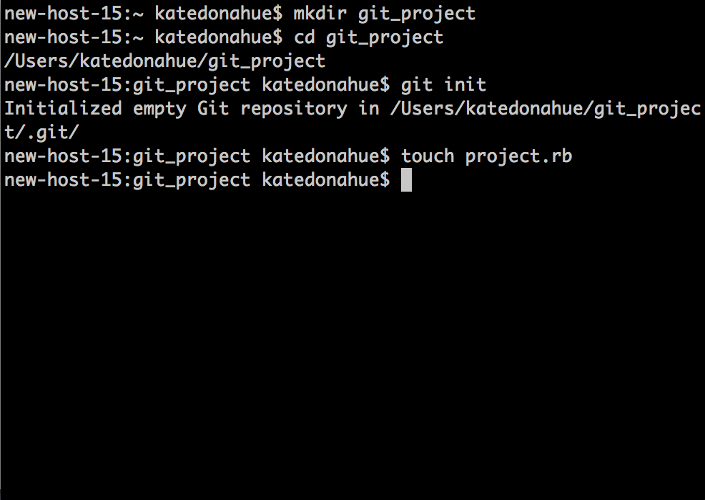 new-host-15:~ katedonahue$ mkdir git_project
new-host-15:~ katedonahue$ cd git_project
/Users/katedonahue/git_project
new-host-15:git_project katedonahue$ git init
Initialized empty Git repository in /Users/katedonahue/git_projec
t/.git/
new-host-15:git_project katedonahue$ touch project.rb
new-host-15:git_project katedonahue$